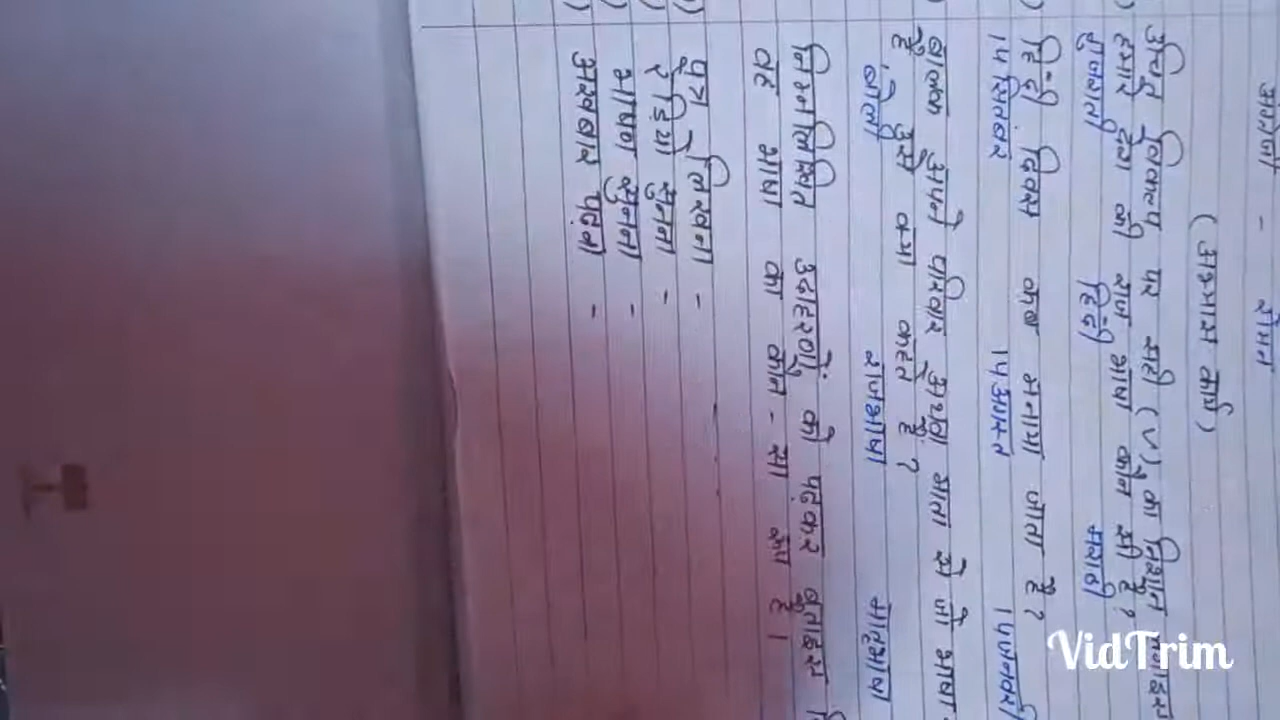 अंग्रेजी - रोमन
(अभ्यास कार्य)
उचित विकल्प पर सही (✓) का निशान लगाइए
हमारे देश की राज भाषा कौन सी है?
गुजराती हिंदी मराठी
हिंदी दिवस कब मनाया जाता है?
14 सितंबर 14 अगस्त 14 जनवरी
बालक अपने परिवार अथवा माता से जो भाषा
है, उसे क्या कहते हैं?
बोली राजभाषा मातृभाषा
निम्नलिखित उदाहरणों को पढ़कर बताइए
वह भाषा का कौन-सा रूप है।
पत्र लिखना -
रेडियो सुनना -
भाषण सुनना -
अखबार पढ़ना -
VidTrim